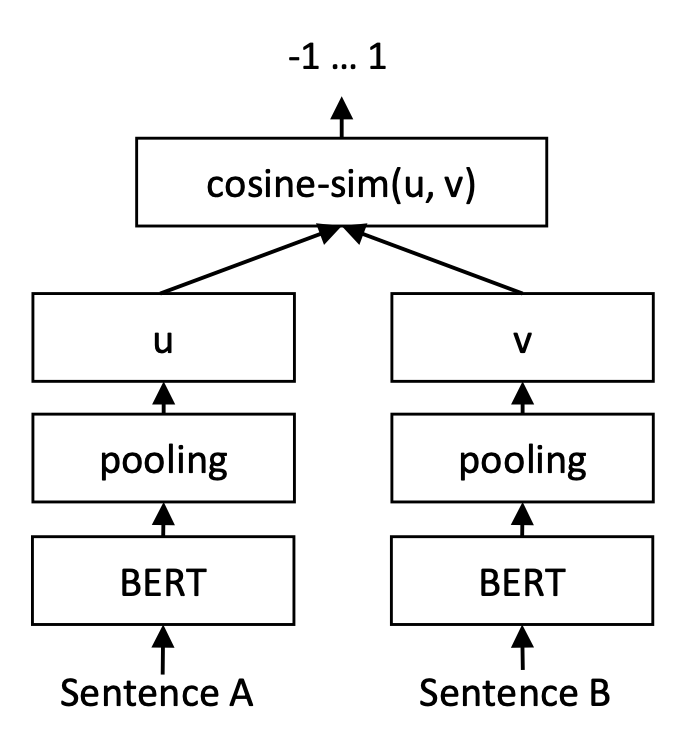 -1 … 1
cosine-sim(u, v)
u
v
pooling
pooling
BERT
BERT
Sentence A
Sentence B